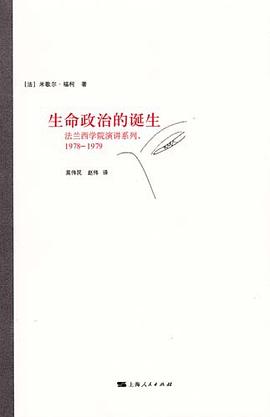 [法] 米歇尔·福柯 著
生命政治的诞生
法兰西学院演讲系列,
1978-1979
莫伟民 赵伟 译
上海人民出版社